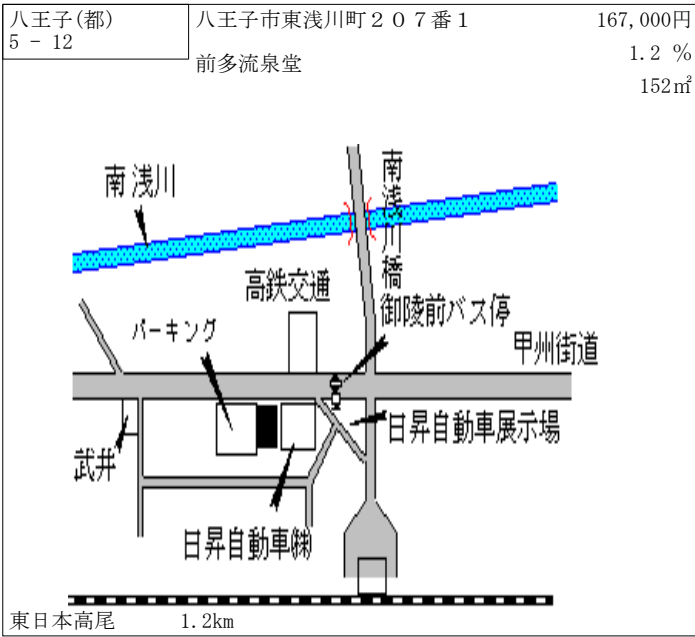 八王子(都)
5 - 12
八王子市東浅川町２０７番１
前多流泉堂
167,000円
1.2 %
152㎡
南浅川
南浅川橋
高鉄交通
御陵前バス停
パーキング
甲州街道
日昇自動車展示場
武井
日昇自動車㈱
東日本高尾 1.2km